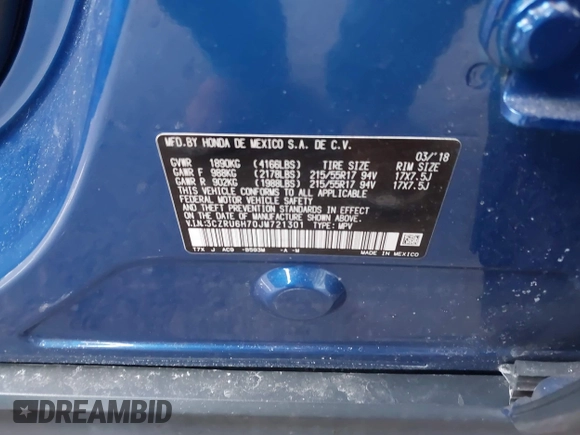 MFD.BY HONDA DE MEXICO S.A. DE C.V. 03/'18
GVWR 1890KG (4166LBS) TIRE SIZE RIM SIZE
GAWR F 988KG (2178LBS) 215/55R17 94V 17X7.5J
GAWR R 902KG (1988LBS) 215/55R17 94V 17X7.5J
THIS VEHICLE CONFORMS TO ALL APPLICABLE
FEDERAL MOTOR VEHICLE SAFETY AND
THEFT PREVENTION STANDARDS IN EFFECT
ON THE DATE OF MANUFACTURE SHOWN ABOVE.
V.I.N:3CZRU6H70JM721301 TYPE: MPV
T7X J AC0 -B593M -A -M MADE IN MEXICO
DREAMBID